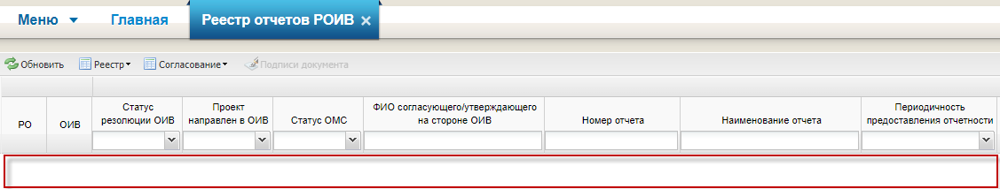 Меню Главная Реестр отчетов РОИВ
Обновить Реестр Согласование Подписи документа
РО
ОИВ
Статус
резолюции ОИВ
Проект
направлен в ОИВ
Статус ОМС
ФИО согласующего/утверждающего
на стороне ОИВ
Номер отчета
Наименование отчета
Периодичность
предоставления отчетности